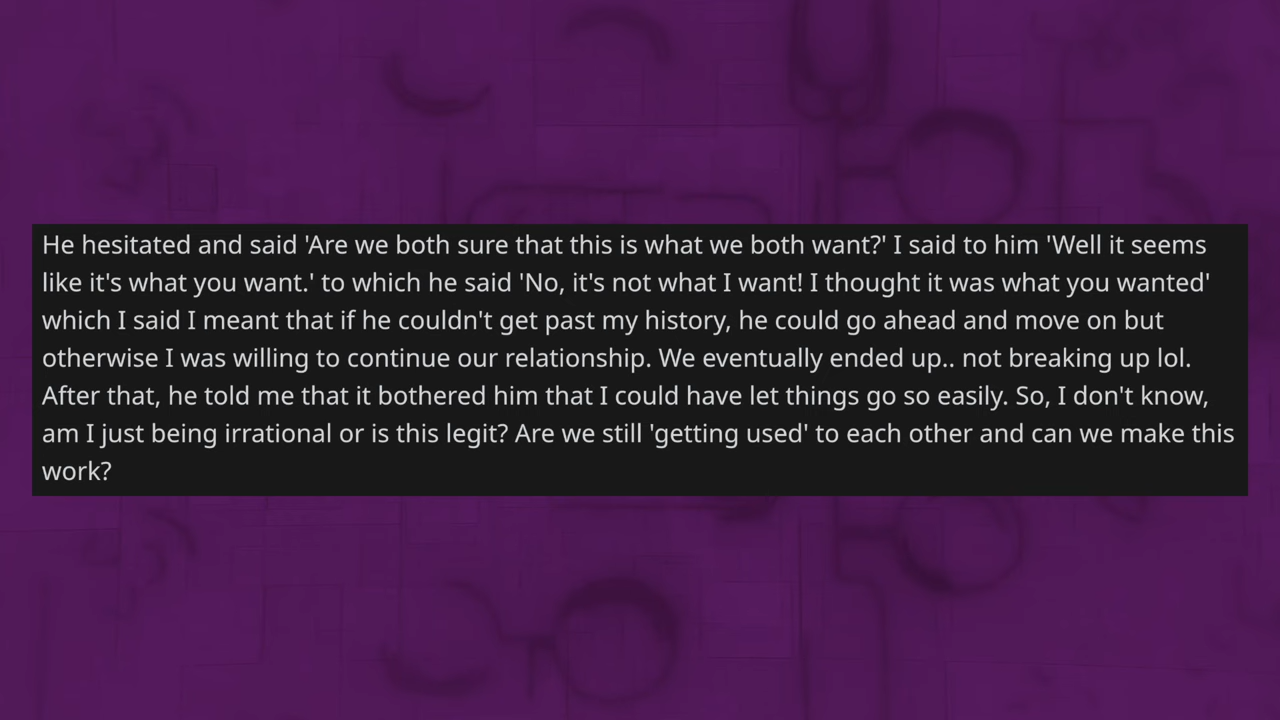 He hesitated and said 'Are we both sure that this is what we both want?' I said to him 'Well it seems
like it's what you want.' to which he said 'No, it's not what I want! I thought it was what you wanted'
which I said I meant that if he couldn't get past my history, he could go ahead and move on but
otherwise I was willing to continue our relationship. We eventually ended up.. not breaking up lol.
After that, he told me that it bothered him that I could have let things go so easily. So, I don't know,
am I just being irrational or is this legit? Are we still 'getting used' to each other and can we make this
work?